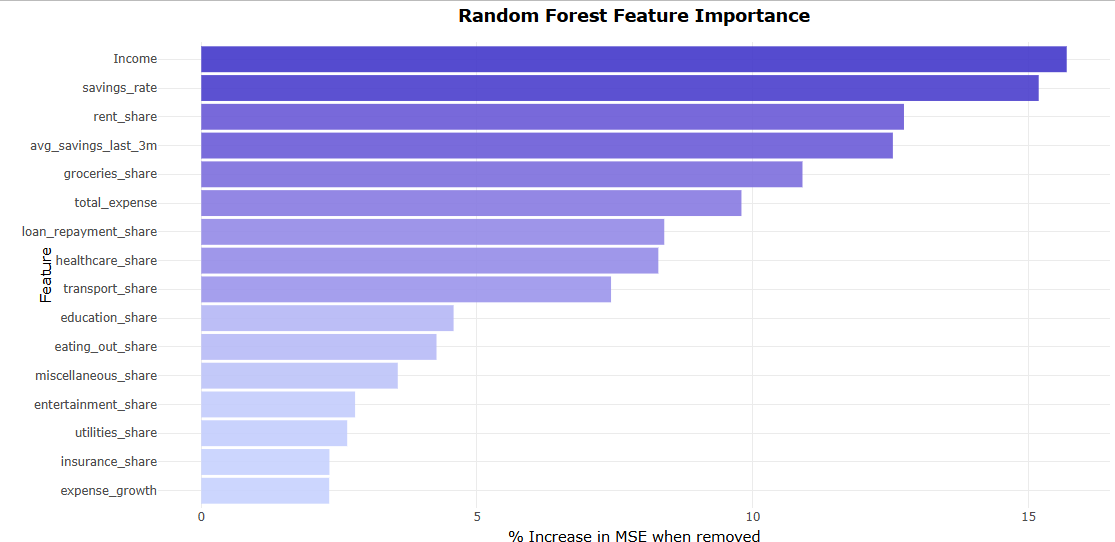 Random Forest Feature Importance
Income
savings_rate
rent_share
avg_savings_last_3m
groceries_share
total_expense
loan_repayment_share
healthcare_share
transport_share
education_share
eating_out_share
miscellaneous_share
entertainment_share
utilities_share
insurance_share
expense_growth
Feature
0 5 10 15
% Increase in MSE when removed